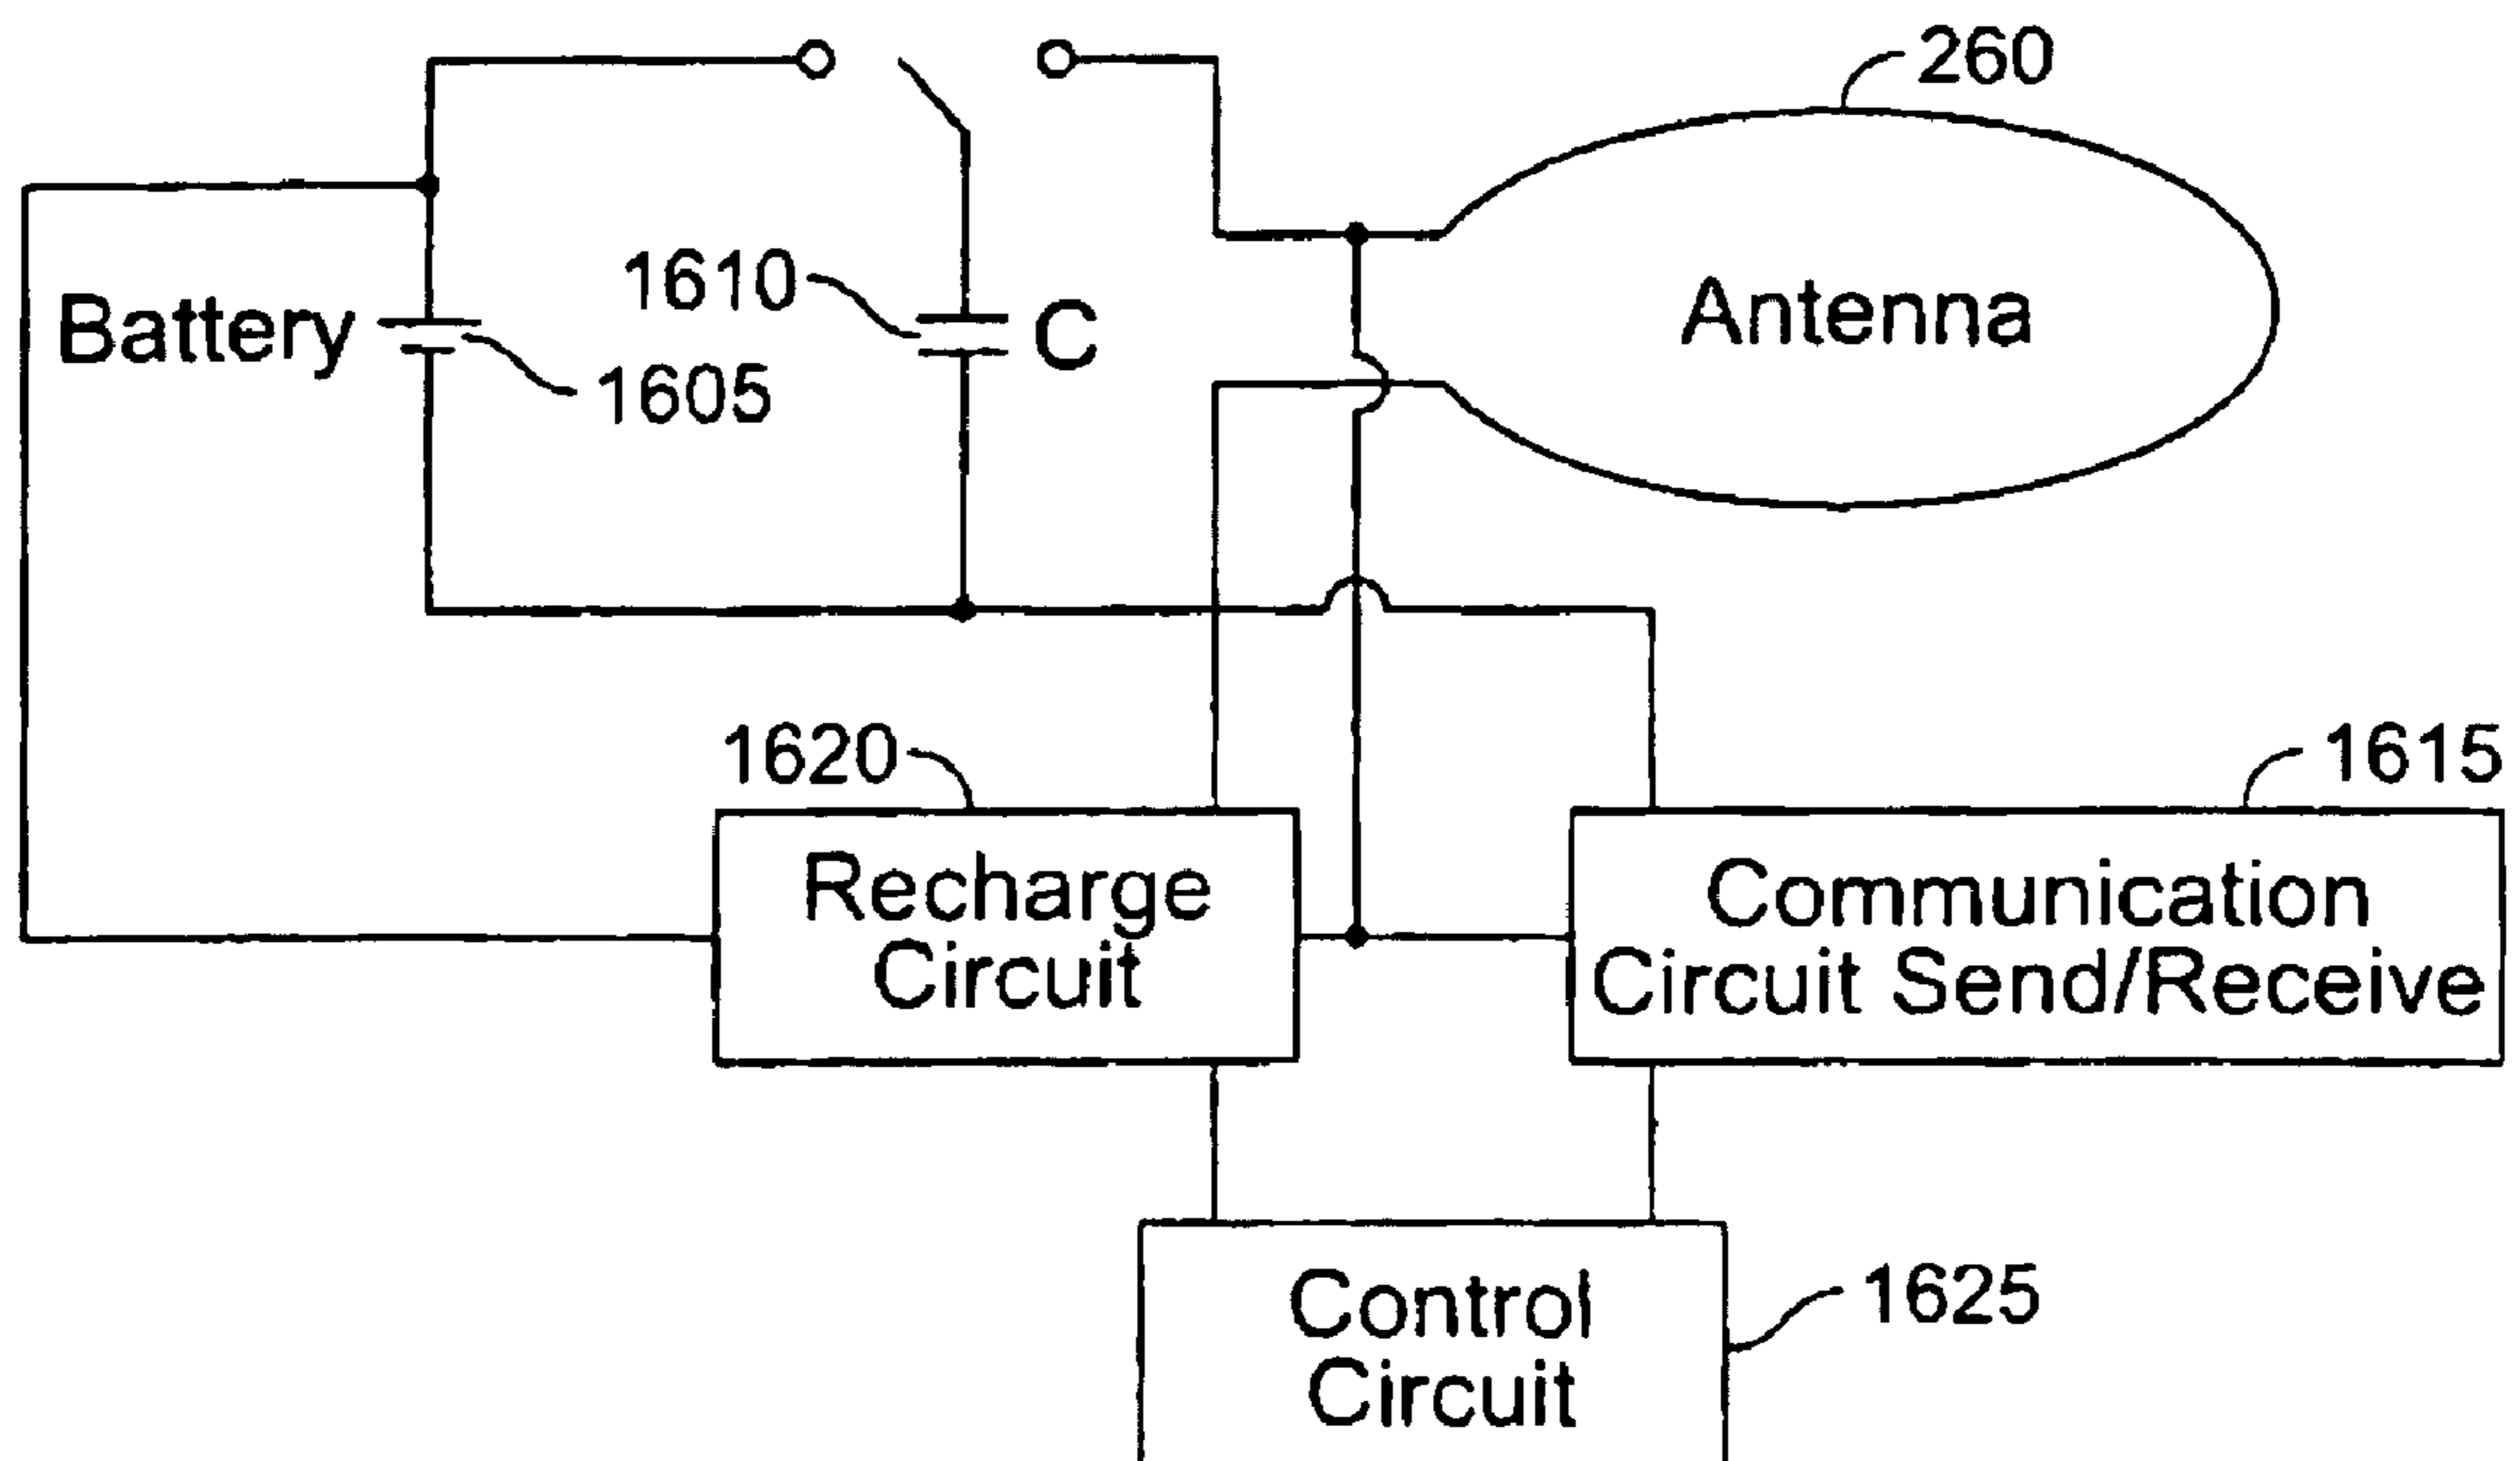 260
1610
C
Battery
1605
Antenna
1620
1615
Recharge
Circuit
Communication
Circuit Send/Receive
Control
Circuit
1625